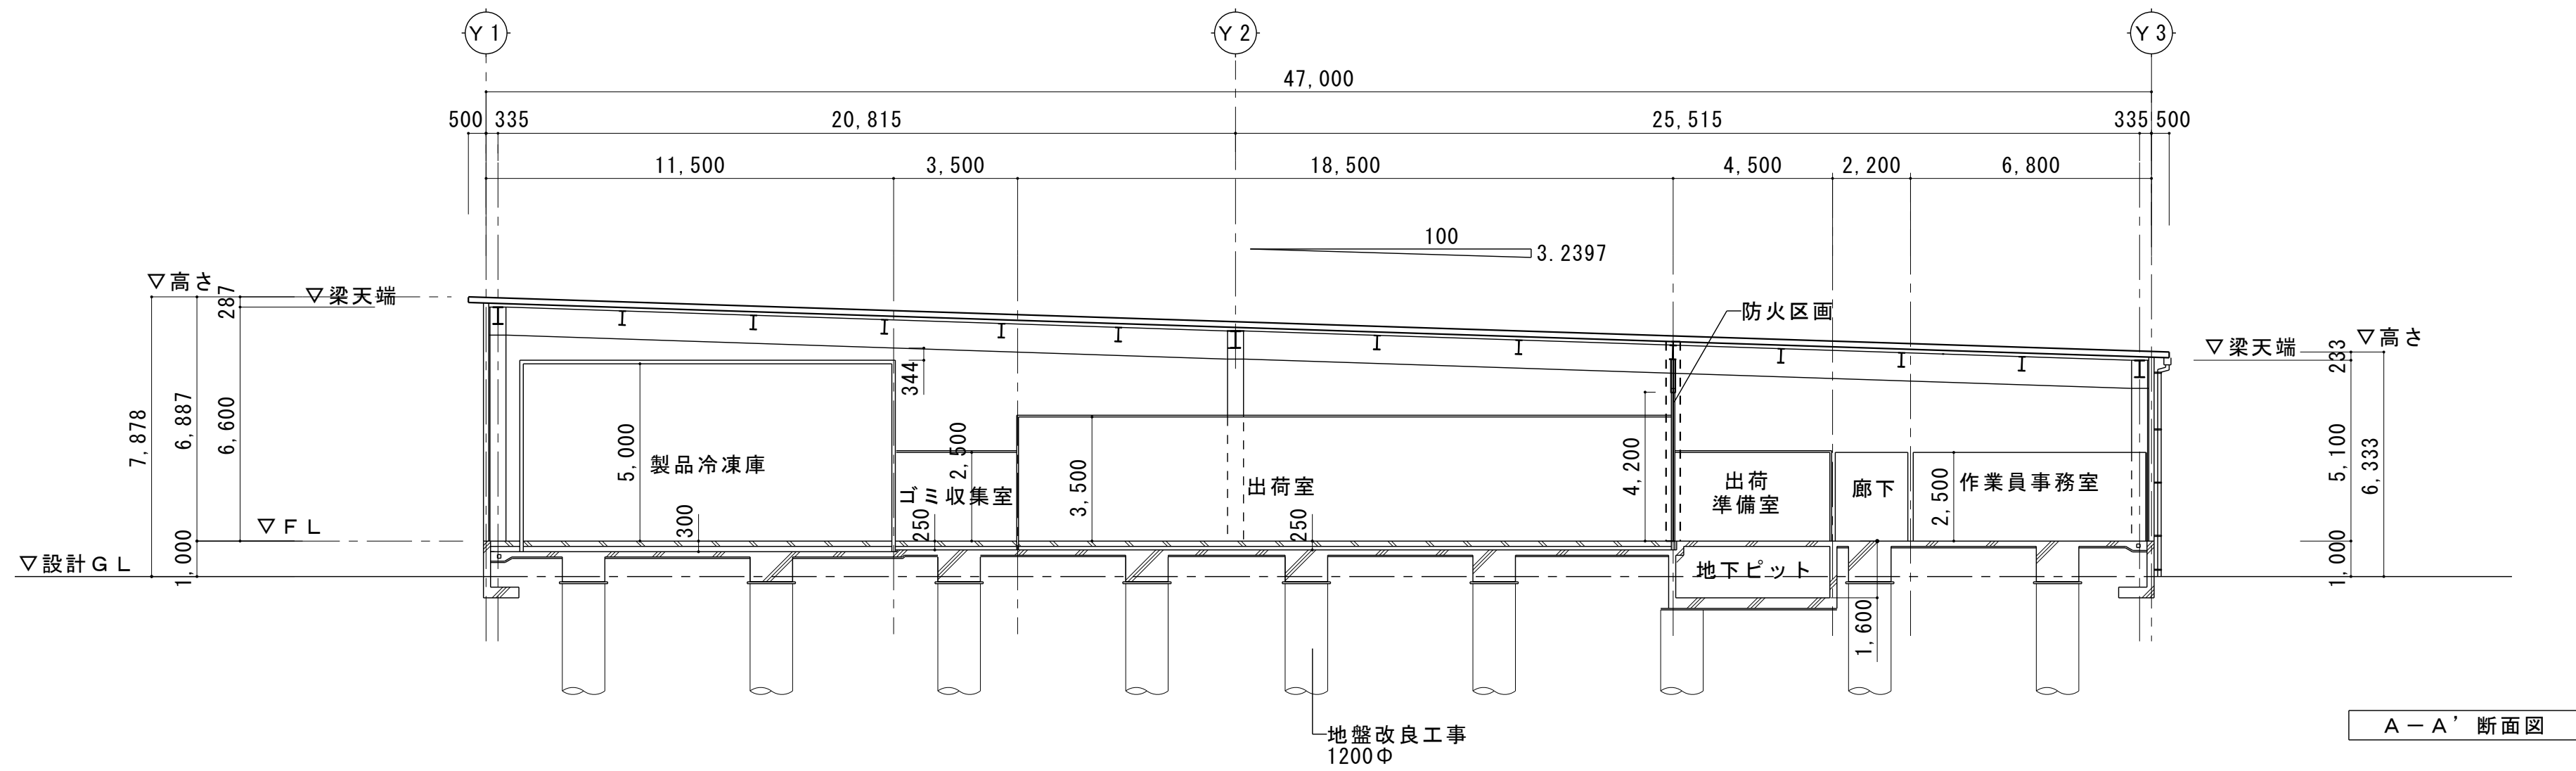 Y1
Y2
Y3
47,000
500
335
20,815
25,515
335
500
11,500
3,500
18,500
4,500
2,200
6,800
100
3.2397
▽高さ
287
▽梁天端
防火区画
▽梁天端
233
▽高さ
7,878
6,887
6,600
344
5,000
製品冷凍庫
2,500
ゴミ収集室
3,500
出荷室
4,200
出荷
準備室
廊下
2,500
作業員事務室
5,100
6,333
▽FL
300
250
250
▽設計GL
1,000
地下ピット
1,600
1,000
地盤改良工事
1200Φ
A-A’断面図